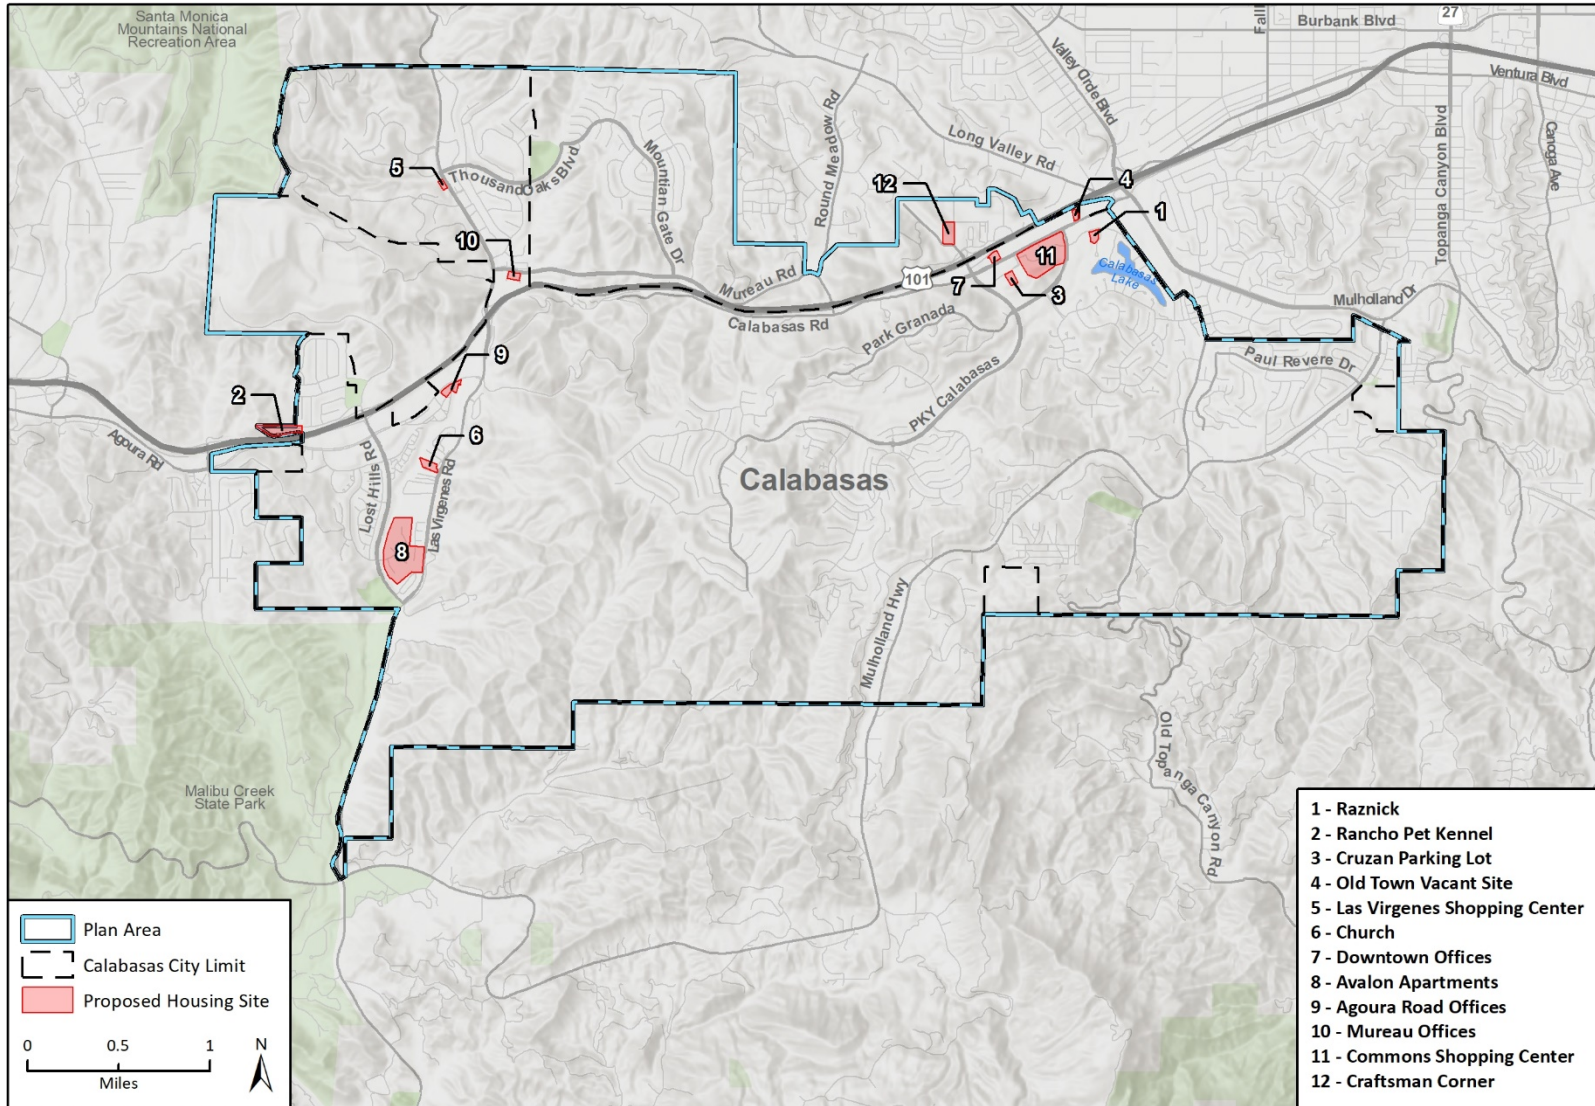 Santa Monica
Mountains National
Recreation Area
27
Burbank Blvd
Ventura Blvd
Valley Circle Blvd
Topanga Canyon Blvd
Canoga Ave
Long Valley Rd
Round Meadow Rd
Mountian Gate Dr
Thousand Oaks Blvd
5
12
4
1
10
11
7
3
101
Mureau Rd
Calabasas Rd
Park Granada
Calabasas
Lake
Mulholland Dr
Paul Revere Dr
PKY Calabasas
9
2
6
Agoura Rd
Lost Hills Rd
Las Virgenes Rd
8
Calabasas
Mulholland Hwy
Old Topanga Canyon Rd
Malibu Creek
State Park
Plan Area
Calabasas City Limit
Proposed Housing Site
0 0.5 1
Miles
N
1 - Raznick
2 - Rancho Pet Kennel
3 - Cruzan Parking Lot
4 - Old Town Vacant Site
5 - Las Virgenes Shopping Center
6 - Church
7 - Downtown Offices
8 - Avalon Apartments
9 - Agoura Road Offices
10 - Mureau Offices
11 - Commons Shopping Center
12 - Craftsman Corner